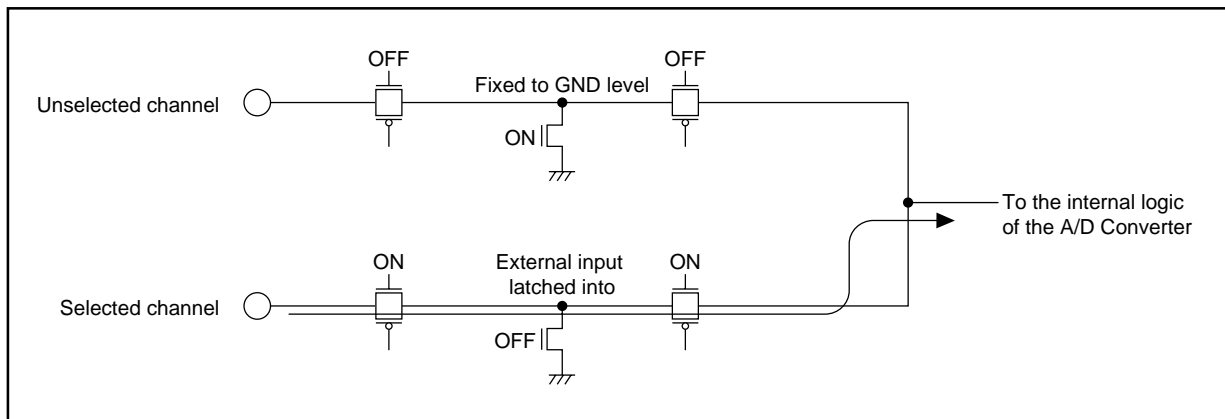 OFF
OFF
Unselected channel
Fixed to GND level
ON
To the internal logic
of the A/D Converter
ON
External input
latched into
ON
Selected channel
OFF